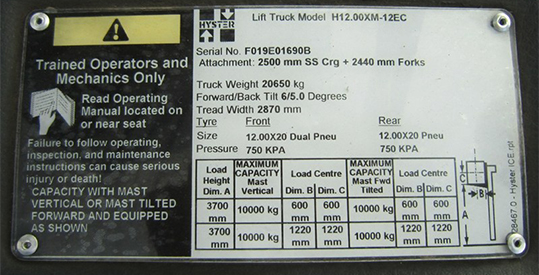 Trained Operators and
Mechanics Only
Read Operating
Manual located on
or near seat
Failure to follow operating,
inspection, and maintenance
instructions can cause serious
injury or death!
CAPACITY WITH MAST
VERTICAL OR MAST TILTED
FORWARD AND EQUIPPED
AS SHOWN
HYSTER
Lift Truck Model H12.00XM-12EC
Serial No. F019E01690B
Attachment: 2500 mm SS Crg + 2440 mm Forks
Truck Weight 20650 kg
Forward/Back Tilt 6/5.0 Degrees
Tread Width 2870 mm
Tyre Front Rear
Size 12.00X20 Dual Pneu 12.00X20 Pneu
Pressure 750 KPA 750 KPA
Load Height Dim. A MAXIMUM CAPACITY Mast Vertical Load Centre Dim. B Dim. C MAXIMUM CAPACITY Mast Fwd Tilted Load Centre Dim. B Dim. C
3700 mm 10000 kg 600 mm 600 mm 10000 kg 600 mm 600 mm
3700 mm 10000 kg 1220 mm 1220 mm 10000 kg 1220 mm 1220 mm
C
B
A
28467.0 - Hyster ICE.rpt